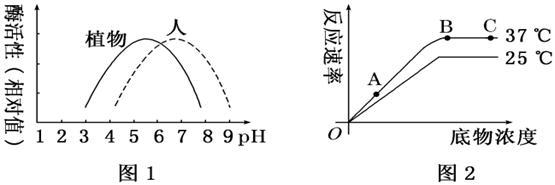 酶活性（相对值）
植物
人
1 2 3 4 5 6 7 8 9 pH
图 1
反应速率
B
C
37 ℃
25 ℃
A
O
底物浓度
图 2